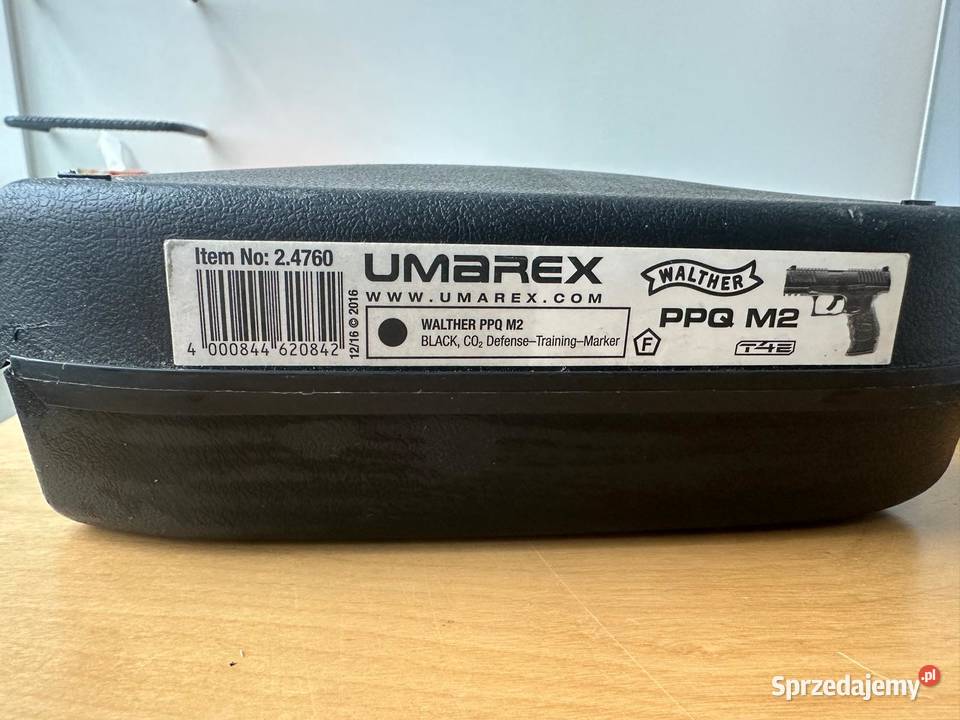 Item No: 2.4760
4 000844 620842
12/16 © 2016
UMAREX
WWW.UMAREX.COM
WALTHER PPQ M2
BLACK, CO₂ Defense–Training–Marker
F
WALTHER
PPQ M2
T4E
Sprzedajemy.pl